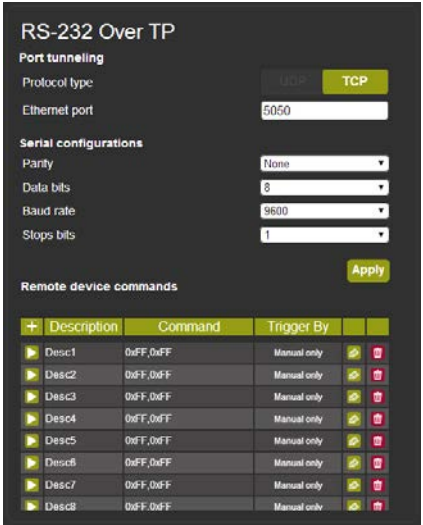 RS-232 Over TP
Port tunneling
Protocol type UDP TCP
Ethernet port 5050
Serial configurations
Parity None
Data bits 8
Baud rate 9600
Stops bits 1
Apply
Remote device commands
+ Description Command Trigger By
Desc1 0xFF,0xFF Manual only
Desc2 0xFF,0xFF Manual only
Desc3 0xFF,0xFF Manual only
Desc4 0xFF,0xFF Manual only
Desc5 0xFF,0xFF Manual only
Desc6 0xFF,0xFF Manual only
Desc7 0xFF,0xFF Manual only
Desc8 0xFF,0xFF Manual only